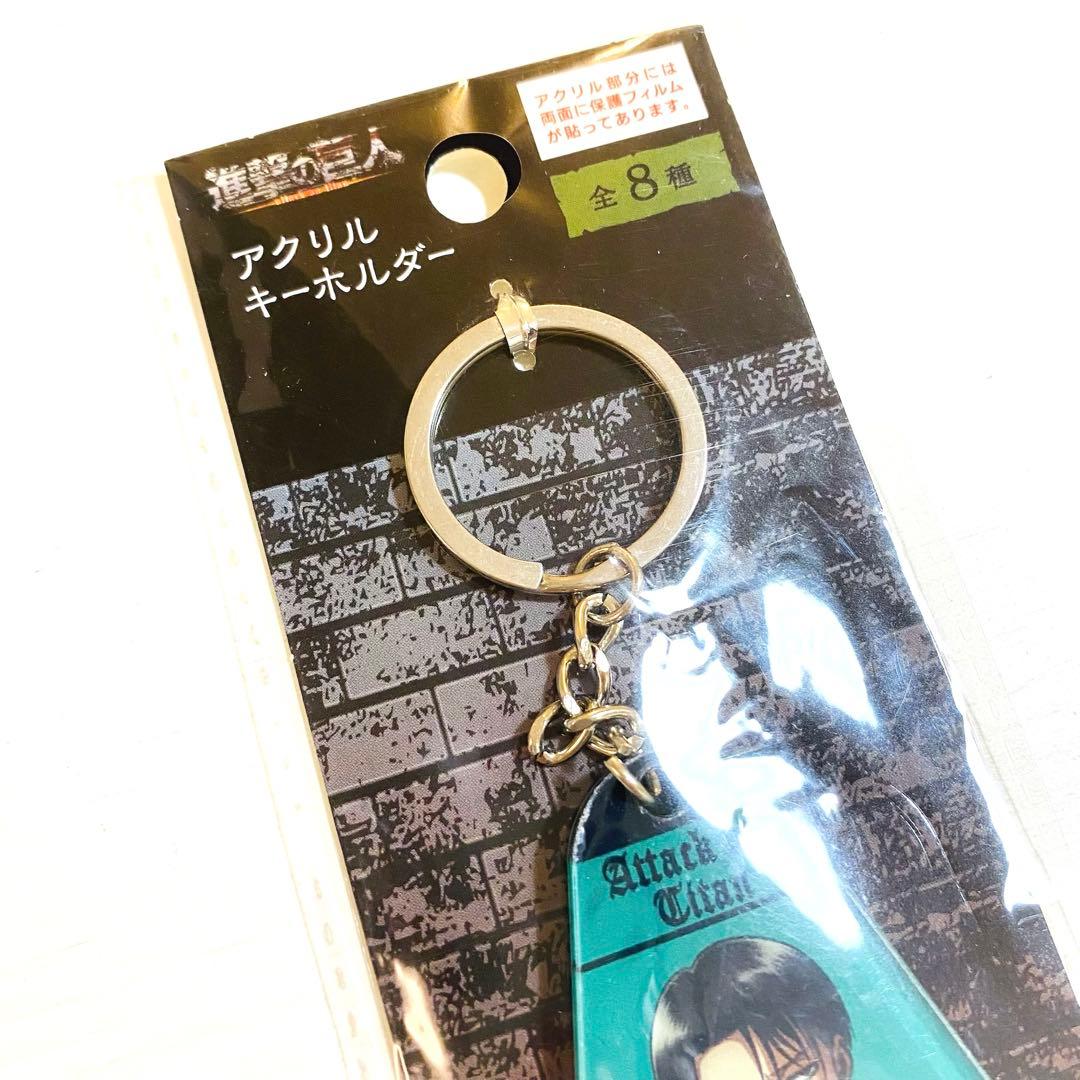 アクリル部分には
両面に保護フィルム
が貼ってあります。
進撃の巨人
全8種
アクリル
キーホルダー
Attack
Titan